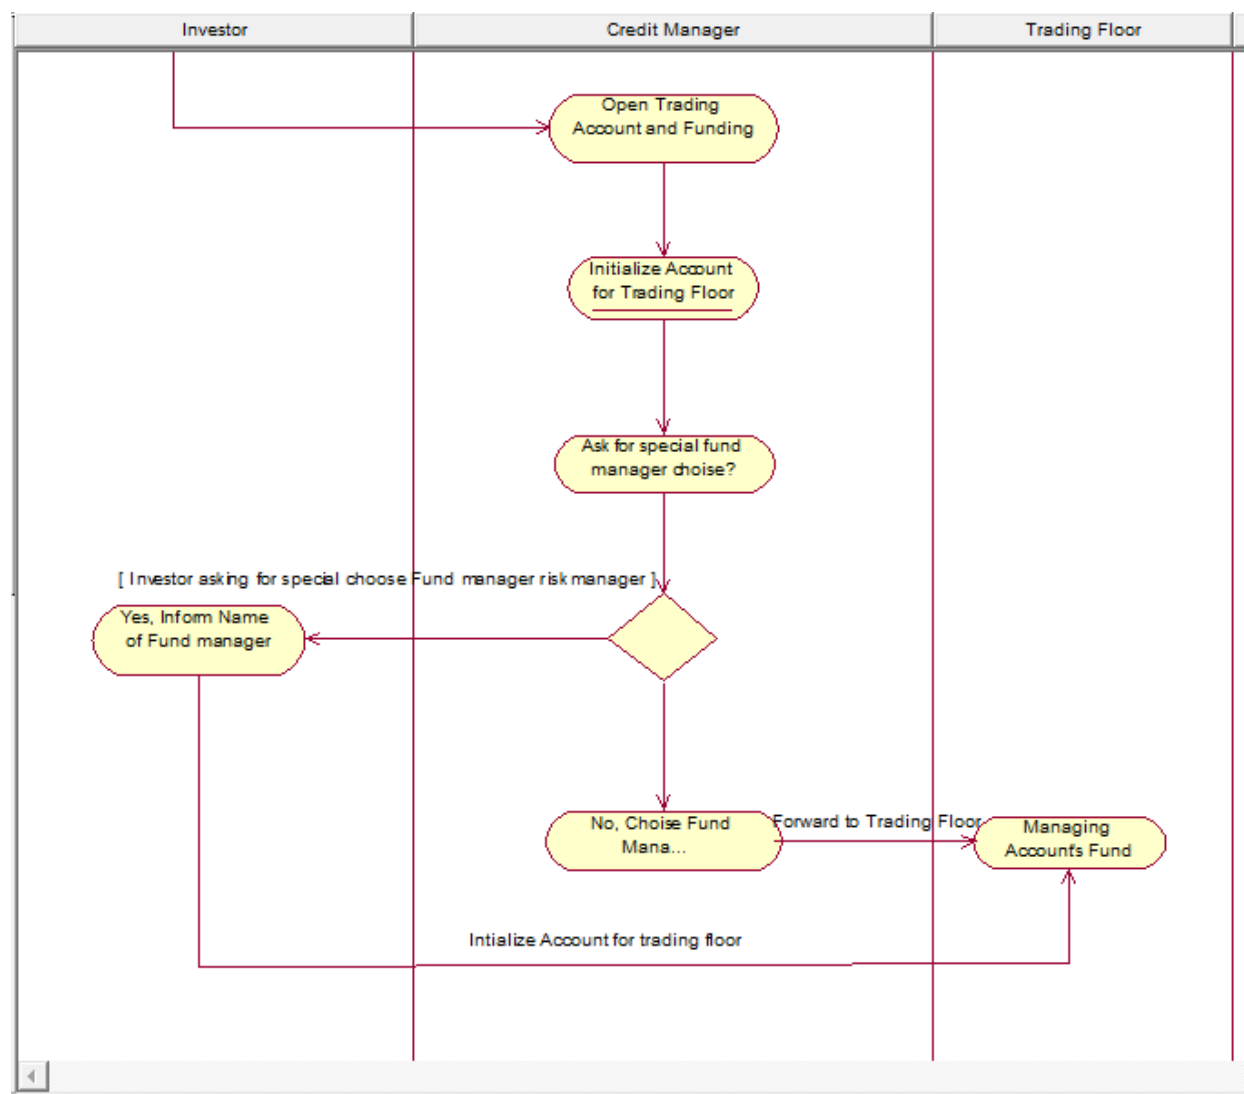 Investor
Credit Manager
Trading Floor
Open Trading
Account and Funding
Initialize Account
for Trading Floor
Ask for special fund
manager choise?
[ Investor asking for special choose Fund manager risk manager ]
Yes, Inform Name
of Fund manager
No, Choise Fund
Mana...
Forward to Trading Floor
Managing
Account's Fund
Intialize Account for trading floor